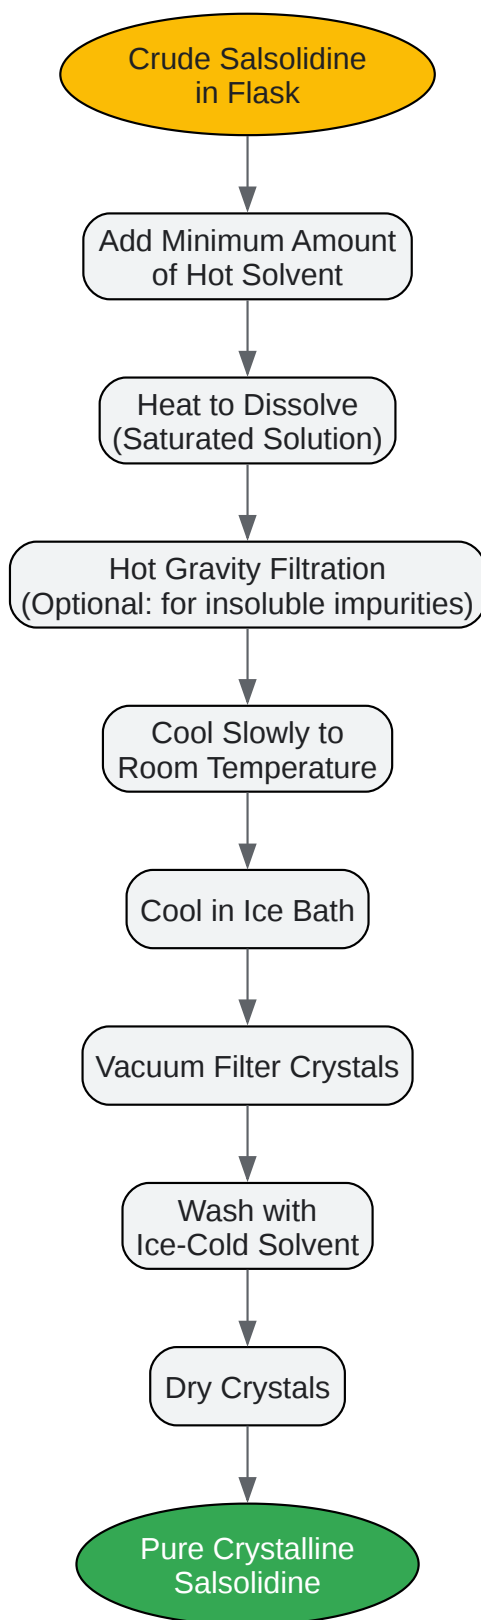 Crude Salsolidine
in Flask
Add Minimum Amount
of Hot Solvent
Heat to Dissolve
(Saturated Solution)
Hot Gravity Filtration
(Optional: for insoluble impurities)
Cool Slowly to
Room Temperature
Cool in Ice Bath
Vacuum Filter Crystals
Wash with
Ice-Cold Solvent
Dry Crystals
Pure Crystalline
Salsolidine